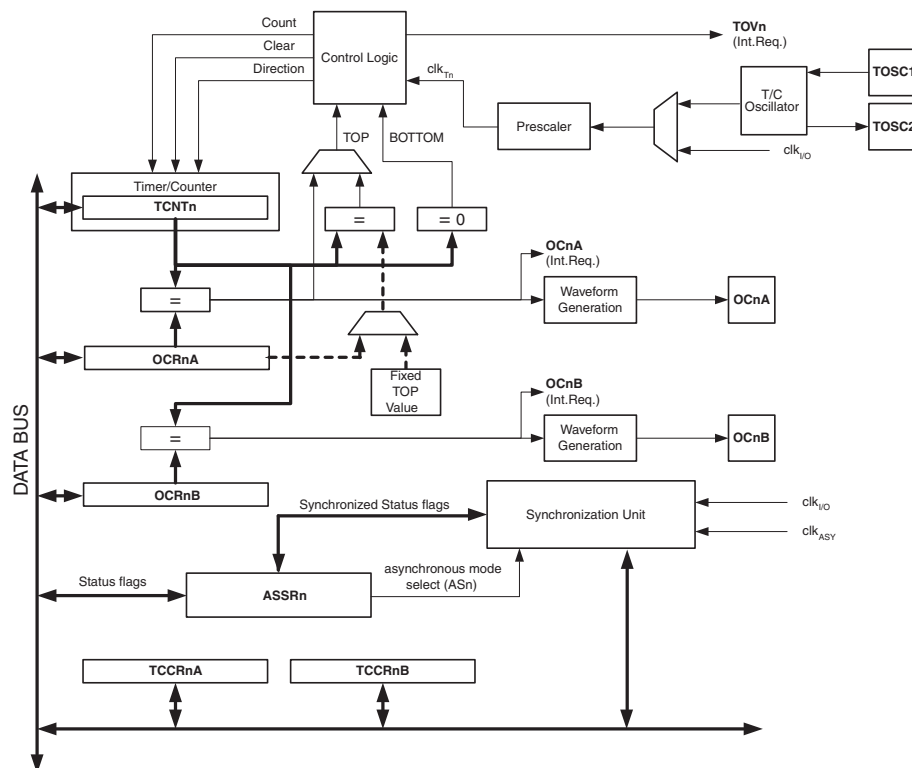 Count
Clear
Direction
Control Logic
TOVn
(Int.Req.)
clkTn
TOSC1
T/C
Oscillator
TOSC2
Prescaler
clkI/O
TOP
BOTTOM
Timer/Counter
TCNTn
=
= 0
OCnA
(Int.Req.)
=
Waveform
Generation
OCnA
OCRnA
Fixed
TOP
Value
OCnB
(Int.Req.)
=
Waveform
Generation
OCnB
DATA BUS
OCRnB
Synchronized Status flags
Synchronization Unit
clkI/O
clkASY
Status flags
ASSRn
asynchronous mode
select (ASn)
TCCRnA
TCCRnB